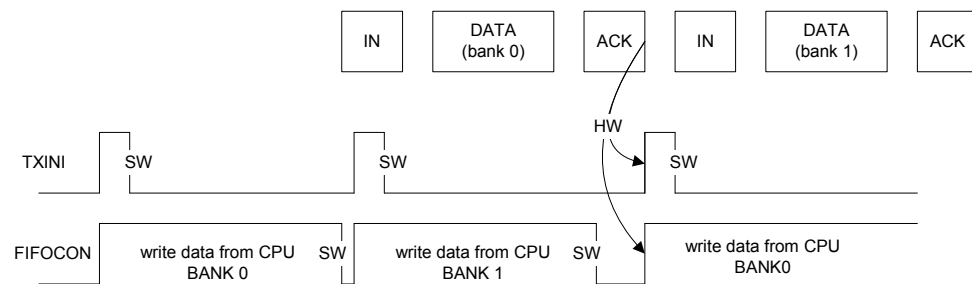 IN
DATA
(bank 0)
ACK
IN
DATA
(bank 1)
ACK
HW
TXINI
SW
SW
SW
FIFOCON
write data from CPU
BANK 0
SW
write data from CPU
BANK 1
SW
write data from CPU
BANK0